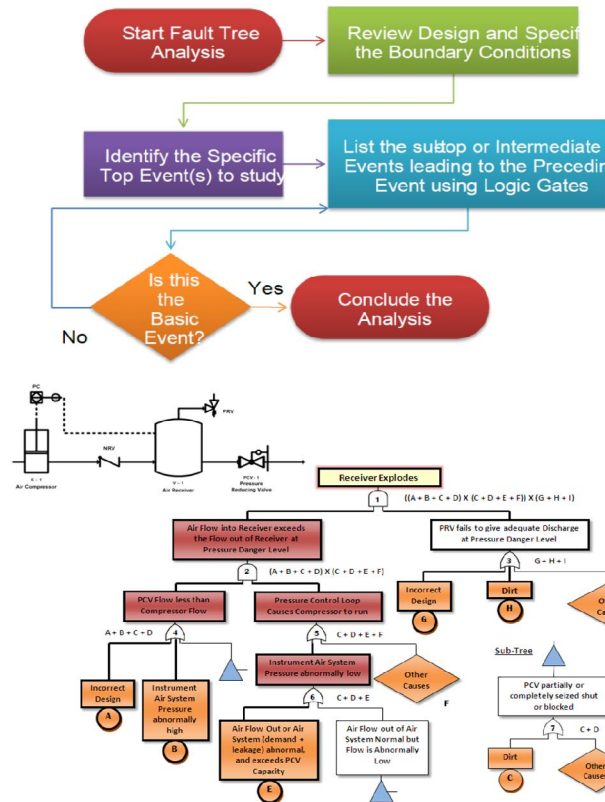 Start Fault Tree
Analysis
Review Design and Specif
the Boundary Conditions
Identify the Specific
Top Event(s) to study
List the subtop or Intermediate
Events leading to the Precedin
Event using Logic Gates
Is this
the
Basic
Event?
Yes
No
Conclude the
Analysis
PC
PRV
NRV
Air Compressor
V - 1
Air Receiver
PCV - 1
Pressure
Reducing Valve
Receiver Explodes
1
((A + B + C + D) X (C + D + E + F)) X (G + H + I)
Air Flow into Receiver exceeds
the Flow out of Receiver at
Pressure Danger Level
PRV fails to give adequate Discharge
at Pressure Danger Level
2
(A + B + C + D) X (C + D + E + F)
3
G + H + I
PCV Flow less than
Compressor Flow
Pressure Control Loop
Causes Compressor to run
Incorrect
Design
G
Dirt
H
Other
Cau
A + B + C + D
4
5
C + D + E + F
Instrument Air System
Pressure abnormally low
Other
Causes
F
Sub-Tree
Incorrect
Design
A
Instrument
Air System
Pressure
abnormally
high
B
6
C + D + E
PCV partially or
completely seized shut
or blocked
Air Flow Out or Air
System (demand +
leakage) abnormal,
and exceeds PCV
Capacity
E
Air Flow out of Air
System Normal but
Flow is Abnormally
Low
7
C + D
Dirt
C
Other
Causes